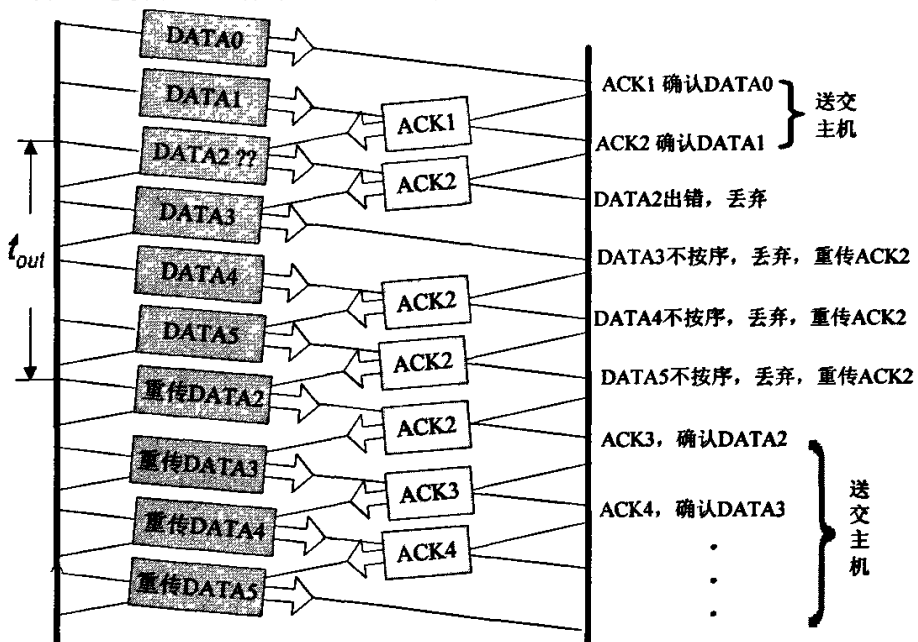 DATA0
DATA1
DATA2 ??
DATA3
DATA4
DATA5
重传DATA2
重传DATA3
重传DATA4
重传DATA5
t_out
ACK1
ACK2
ACK2
ACK2
ACK2
ACK3
ACK4
ACK1 确认DATA0
ACK2 确认DATA1
送交
主机
DATA2出错，丢弃
DATA3不按序，丢弃，重传ACK2
DATA4不按序，丢弃，重传ACK2
DATA5不按序，丢弃，重传ACK2
ACK3，确认DATA2
ACK4，确认DATA3
送
交
主
机